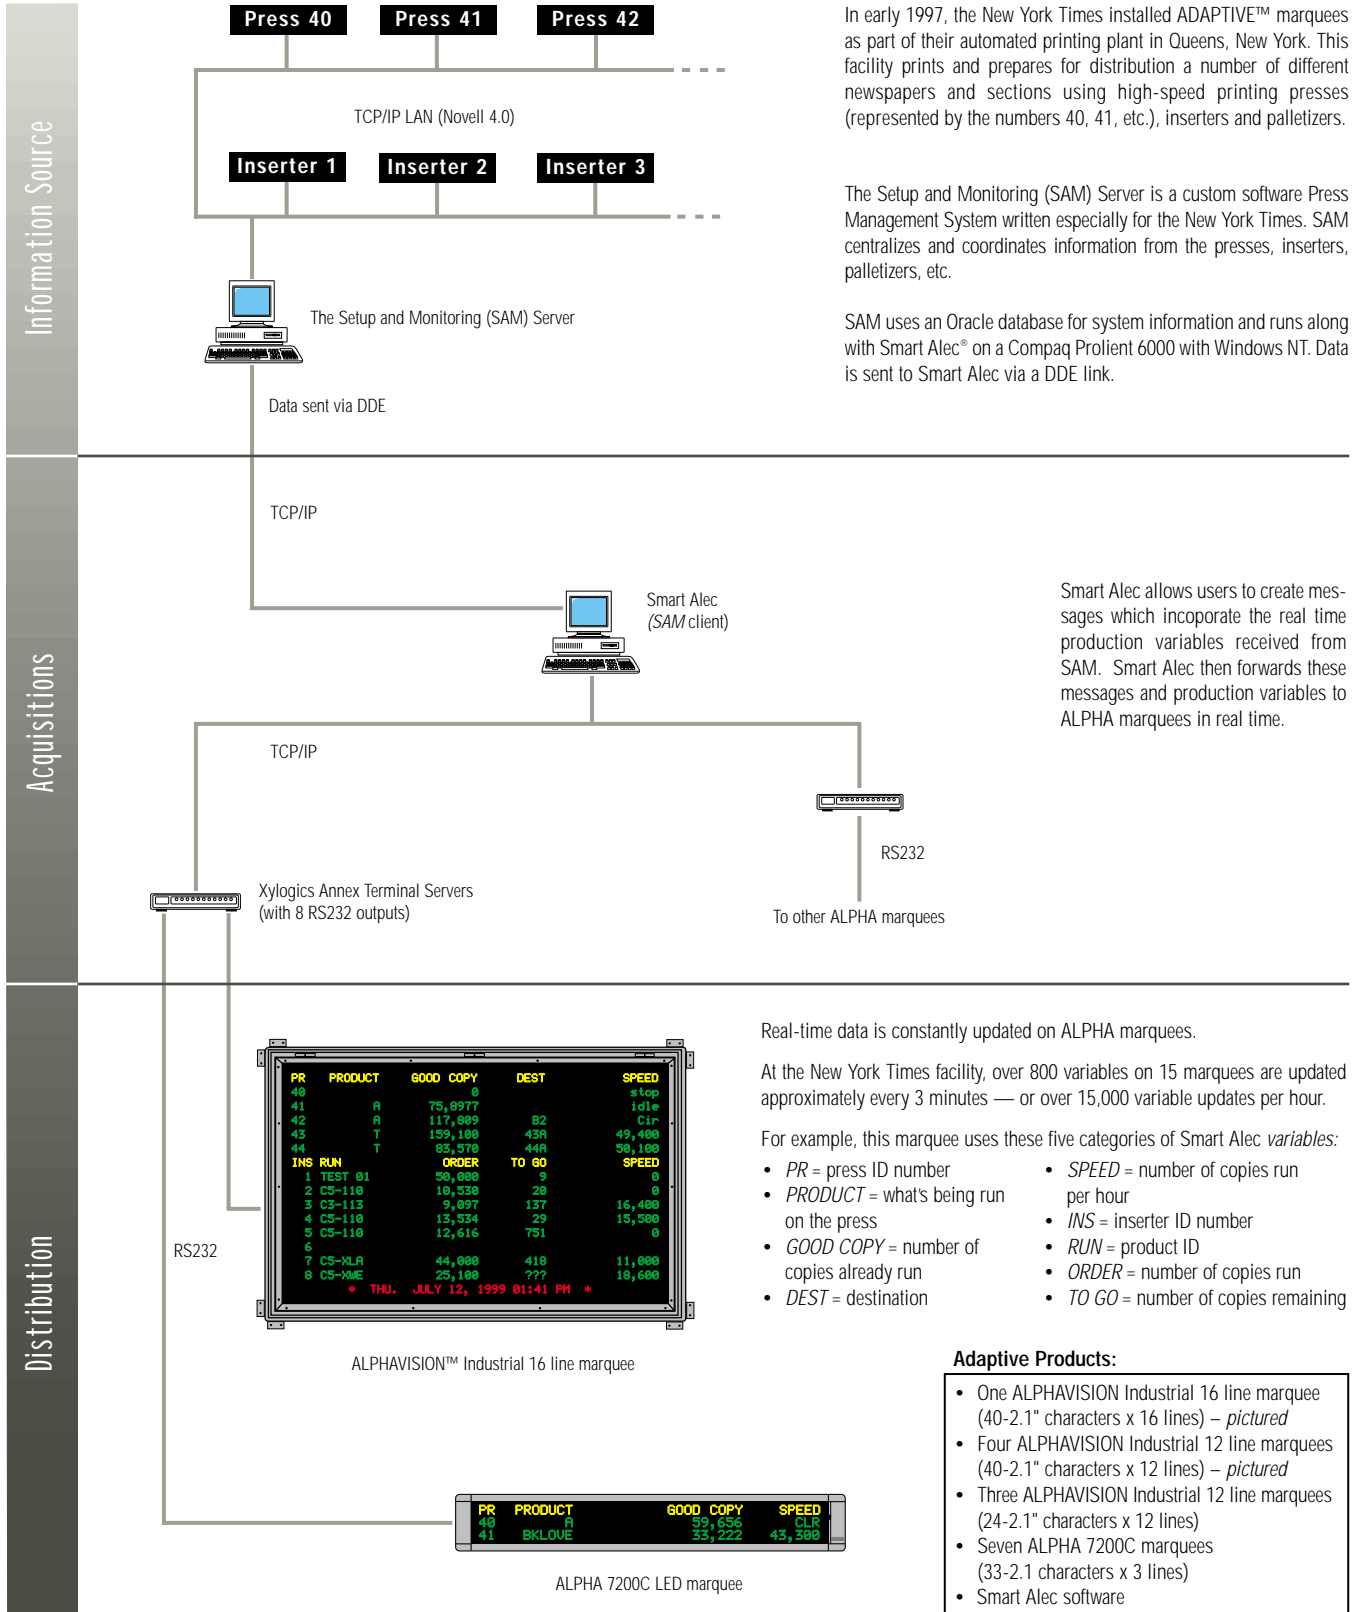 Information Source
Press 40
Press 41
Press 42
TCP/IP LAN (Novell 4.0)
Inserter 1
Inserter 2
Inserter 3
The Setup and Monitoring (SAM) Server
Data sent via DDE
In early 1997, the New York Times installed ADAPTIVE™ marquees
as part of their automated printing plant in Queens, New York. This
facility prints and prepares for distribution a number of different
newspapers and sections using high-speed printing presses
(represented by the numbers 40, 41, etc.), inserters and palletizers.
The Setup and Monitoring (SAM) Server is a custom software Press
Management System written especially for the New York Times. SAM
centralizes and coordinates information from the presses, inserters,
palletizers, etc.
SAM uses an Oracle database for system information and runs along
with Smart Alec® on a Compaq Prolient 6000 with Windows NT. Data
is sent to Smart Alec via a DDE link.
Acquisitions
TCP/IP
Smart Alec
(SAM client)
Smart Alec allows users to create mes-
sages which incoporate the real time
production variables received from
SAM. Smart Alec then forwards these
messages and production variables to
ALPHA marquees in real time.
TCP/IP
RS232
To other ALPHA marquees
Xylogics Annex Terminal Servers
(with 8 RS232 outputs)
Distribution
RS232
PR PRODUCT GOOD COPY DEST SPEED
40 0 stop
41 A 75,8977 idle
42 A 117,809 B2 Cir
43 T 159,100 43A 49,400
44 T 83,570 44A 50,100
INS RUN ORDER TO GO SPEED
1 TEST 01 50,000 9 0
2 C5-110 10,530 20 0
3 C3-113 9,097 137 16,400
4 C5-110 13,534 29 15,500
5 C5-110 12,616 751 0
6
7 C5-XLA 44,000 418 11,000
8 C5-XWE 25,100 ??? 18,600
* THU. JULY 12, 1999 01:41 PM *
ALPHAVISION™ Industrial 16 line marquee
Real-time data is constantly updated on ALPHA marquees.
At the New York Times facility, over 800 variables on 15 marquees are updated
approximately every 3 minutes — or over 15,000 variable updates per hour.
For example, this marquee uses these five categories of Smart Alec variables:
• PR = press ID number
• PRODUCT = what's being run
on the press
• GOOD COPY = number of
copies already run
• DEST = destination
• SPEED = number of copies run
per hour
• INS = inserter ID number
• RUN = product ID
• ORDER = number of copies run
• TO GO = number of copies remaining
PR PRODUCT GOOD COPY SPEED
40 A 59,656 CLR
41 BKLOVE 33,222 43,300
ALPHA 7200C LED marquee
Adaptive Products:
• One ALPHAVISION Industrial 16 line marquee
(40-2.1" characters x 16 lines) – pictured
• Four ALPHAVISION Industrial 12 line marquees
(40-2.1" characters x 12 lines) – pictured
• Three ALPHAVISION Industrial 12 line marquees
(24-2.1" characters x 12 lines)
• Seven ALPHA 7200C marquees
(33-2.1 characters x 3 lines)
• Smart Alec software